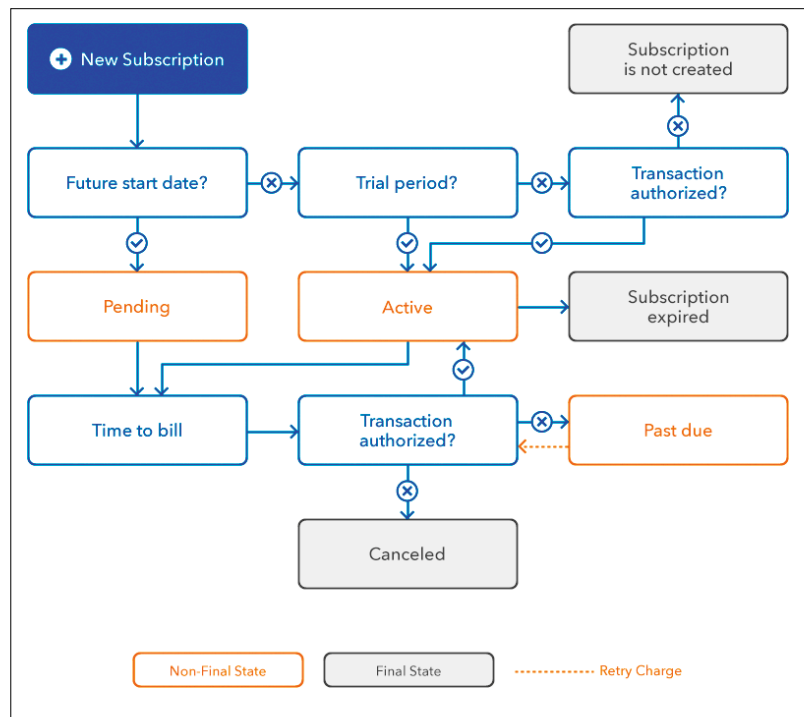 New Subscription
Subscription
is not created
Future start date?
Trial period?
Transaction
authorized?
Pending
Active
Subscription
expired
Time to bill
Transaction
authorized?
Past due
Canceled
Non-Final State
Final State
Retry Charge